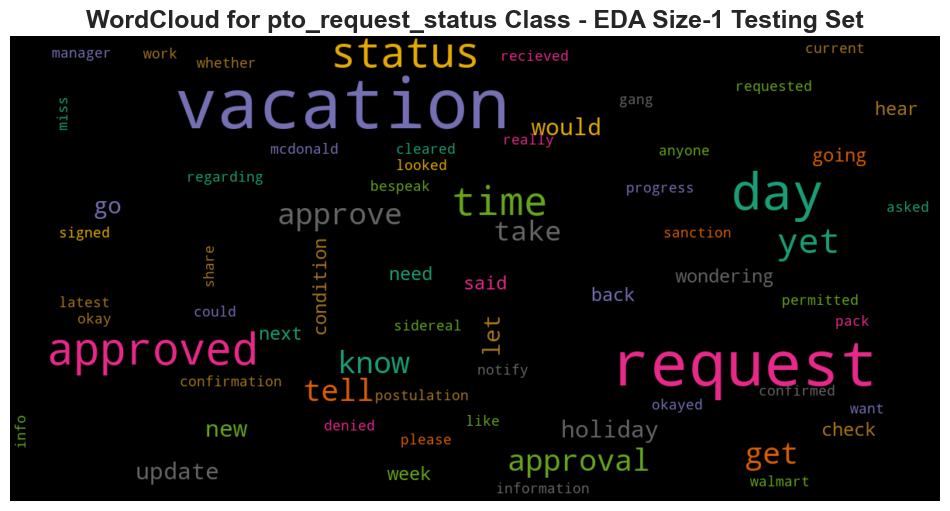 WordCloud for pto_request_status Class - EDA Size-1 Testing Set
manager work whether status recieved current
miss vacation gang requested hear
would
mcdonald cleared really anyone going
looked
regarding bespeak progress day
go approve time take asked
signed sanction yet
share condition need said back wondering
latest okay could permitted
next sidereal let pack
approved know notify request
confirmation tell postulation confirmed
okayed want
info new denied like please holiday check
update week approval get
information walmart